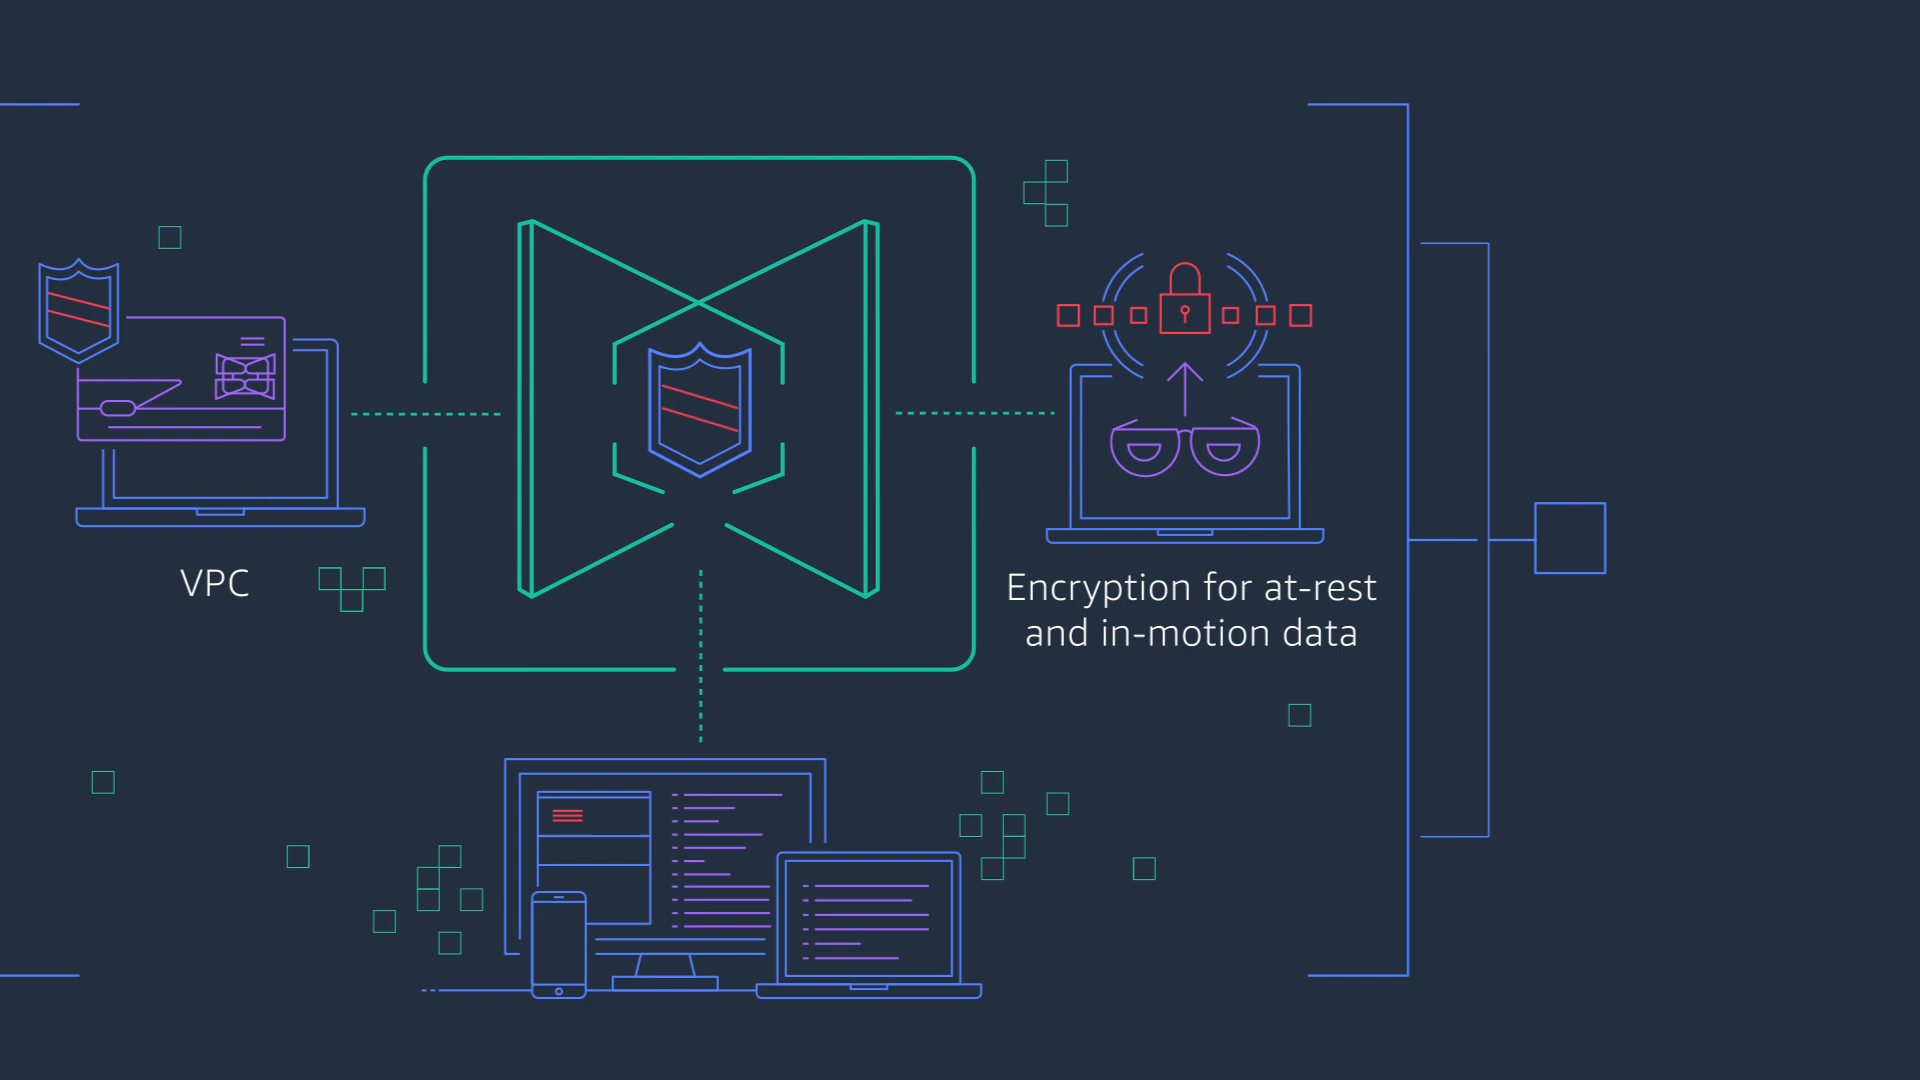 VPC
Encryption for at-rest
and in-motion data